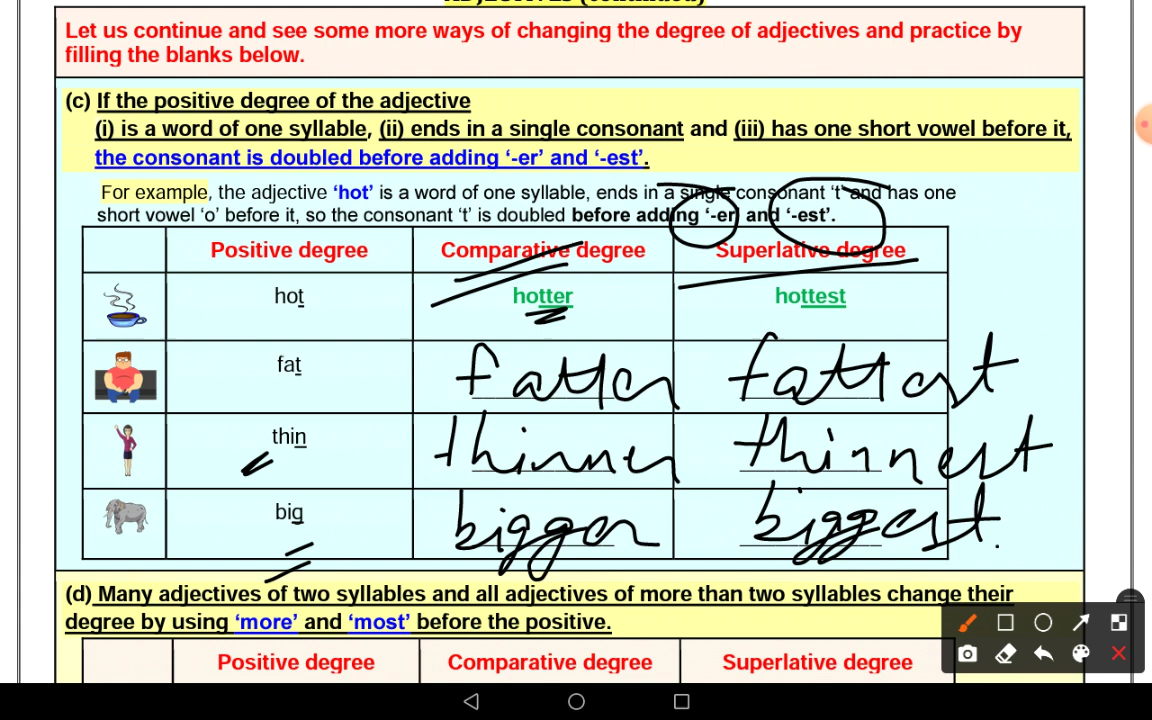 ADJECTIVES (continued)
Let us continue and see some more ways of changing the degree of adjectives and practice by
filling the blanks below.
(c) If the positive degree of the adjective
(i) is a word of one syllable, (ii) ends in a single consonant and (iii) has one short vowel before it,
the consonant is doubled before adding ‘-er’ and ‘-est’.
For example, the adjective ‘hot’ is a word of one syllable, ends in a single consonant ‘t’ and has one
short vowel ‘o’ before it, so the consonant ‘t’ is doubled before adding ‘-er’ and ‘-est’.
Positive degree Comparative degree Superlative degree
hot hotter hottest
fat fatter fattest
thin thinner thinnest
big bigger biggest.
(d) Many adjectives of two syllables and all adjectives of more than two syllables change their
degree by using ‘more’ and ‘most’ before the positive.
Positive degree Comparative degree Superlative degree